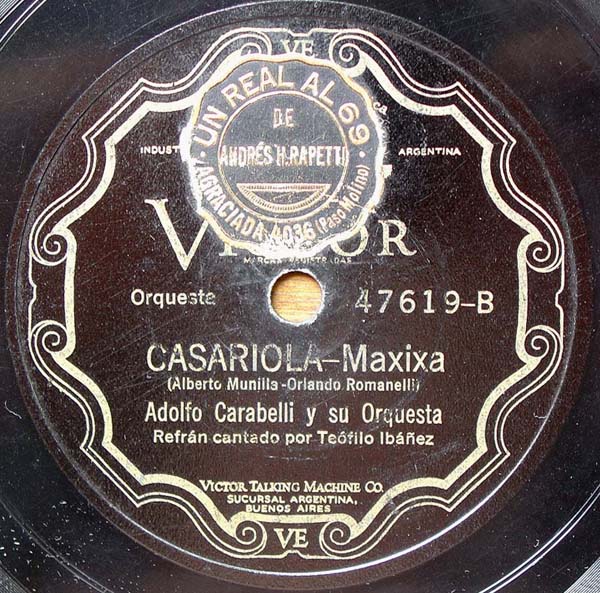 VE
UN REAL AL 69
DE
ANDRÉS H. RAPETTI
AGRACIADA 4036 (Paso Molino)
ARGENTINA
MARCAS REGISTRADAS
Orquesta
47619-B
CASARIOLA—Maxixa
(Alberto Munilla-Orlando Romanelli)
Adolfo Carabelli y su Orquesta
Refrán cantado por Teófilo Ibáñez
VICTOR TALKING MACHINE CO.
SUCURSAL ARGENTINA,
BUENOS AIRES
VE